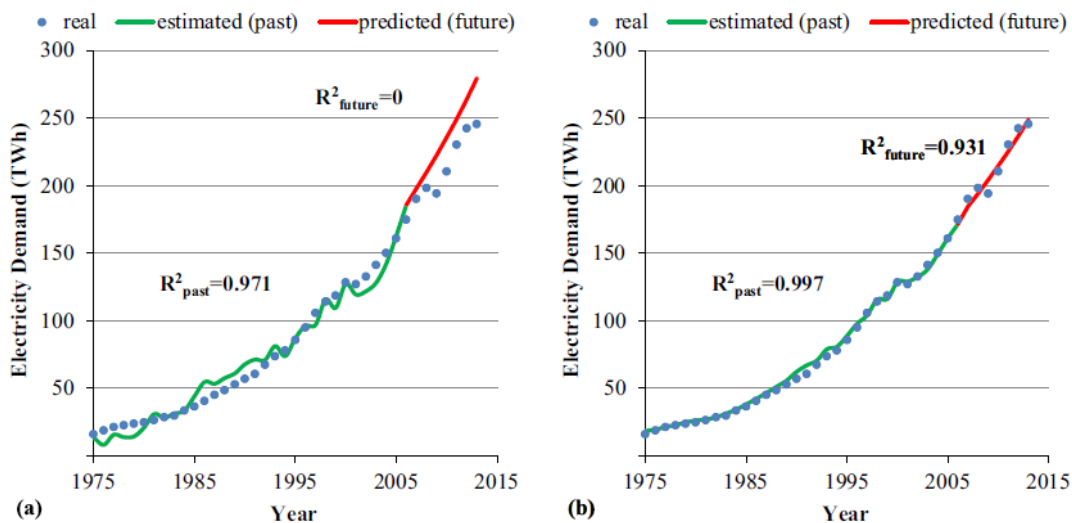 real estimated (past) predicted (future)
300
250
200
150
100
50
Electricity Demand (TWh)
R²future=0
R²past=0.971
1975 1985 1995 2005 2015
(a) Year
real estimated (past) predicted (future)
300
250
200
150
100
50
Electricity Demand (TWh)
R²future=0.931
R²past=0.997
1975 1985 1995 2005 2015
(b) Year